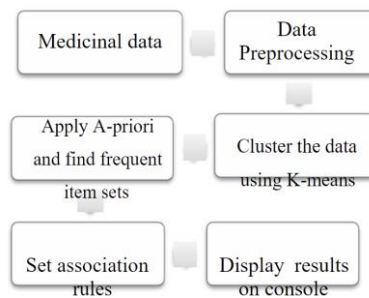 Medicinal data
Data
Preprocessing
Cluster the data
using K-means
Apply A-priori
and find frequent
item sets
Set association
rules
Display results
on console